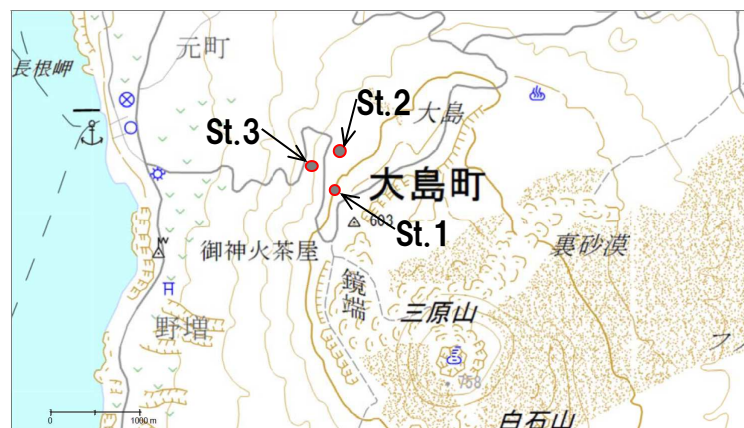 元町
長根岬
St.2
大島
St.3
大島町
603
St.1
御神火茶屋
裏砂漠
鏡端
三原山
野増
758
白石山
0
1000 m